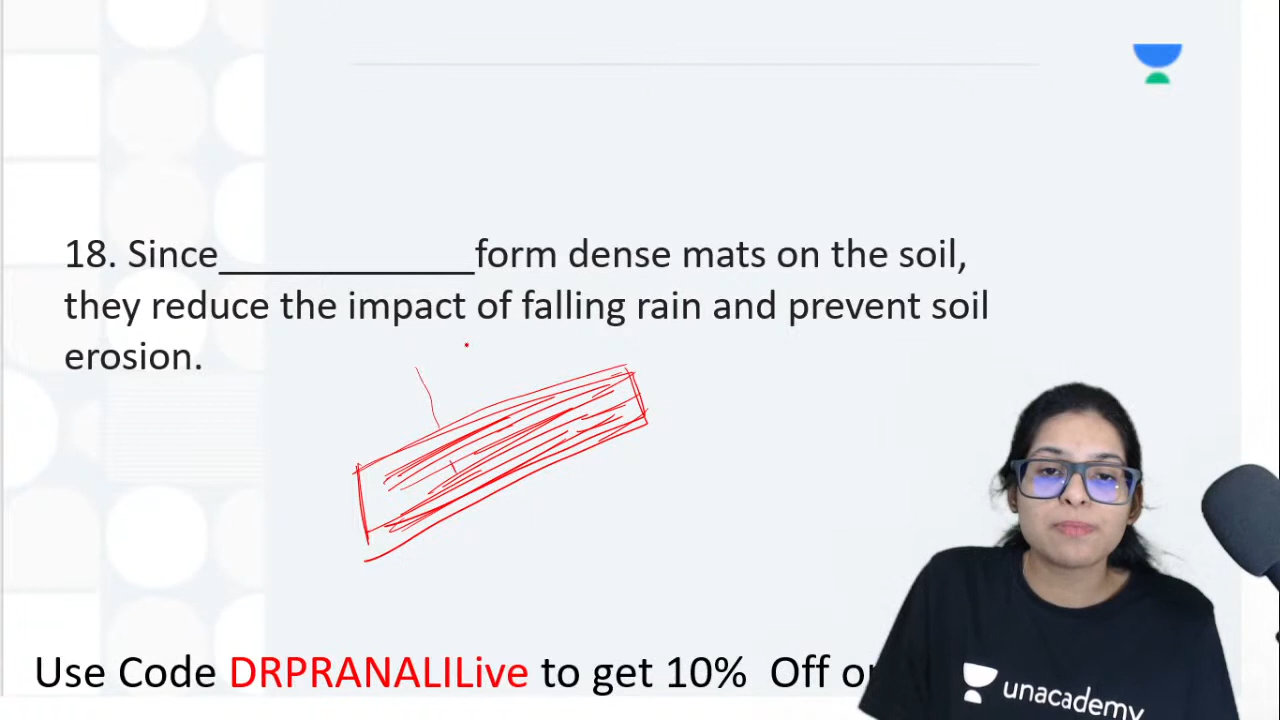 18. Since____________form dense mats on the soil,
they reduce the impact of falling rain and prevent soil
erosion.
Use Code DRPRANALILive to get 10% Off
unacademy